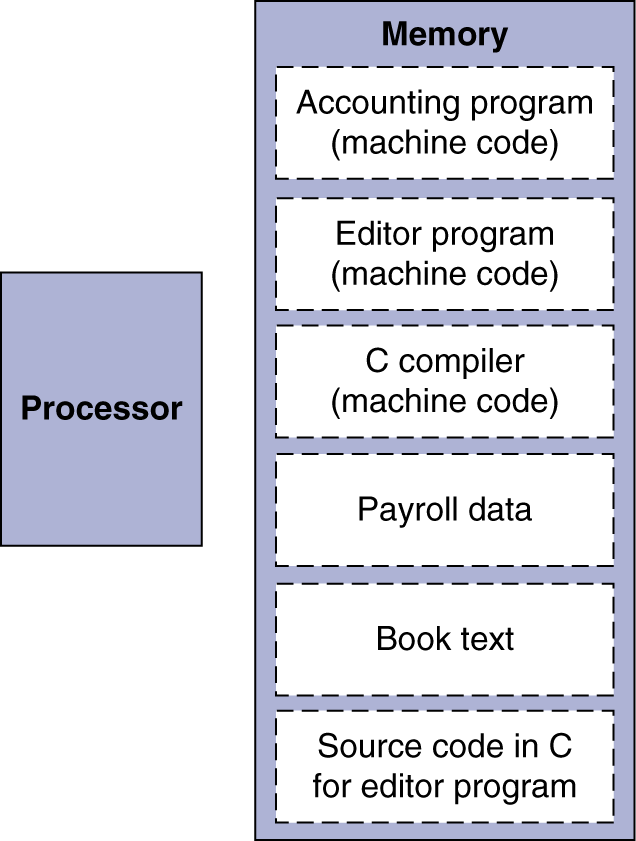 Memory
Accounting program
(machine code)
Editor program
(machine code)
C compiler
(machine code)
Processor
Payroll data
Book text
Source code in C
for editor program